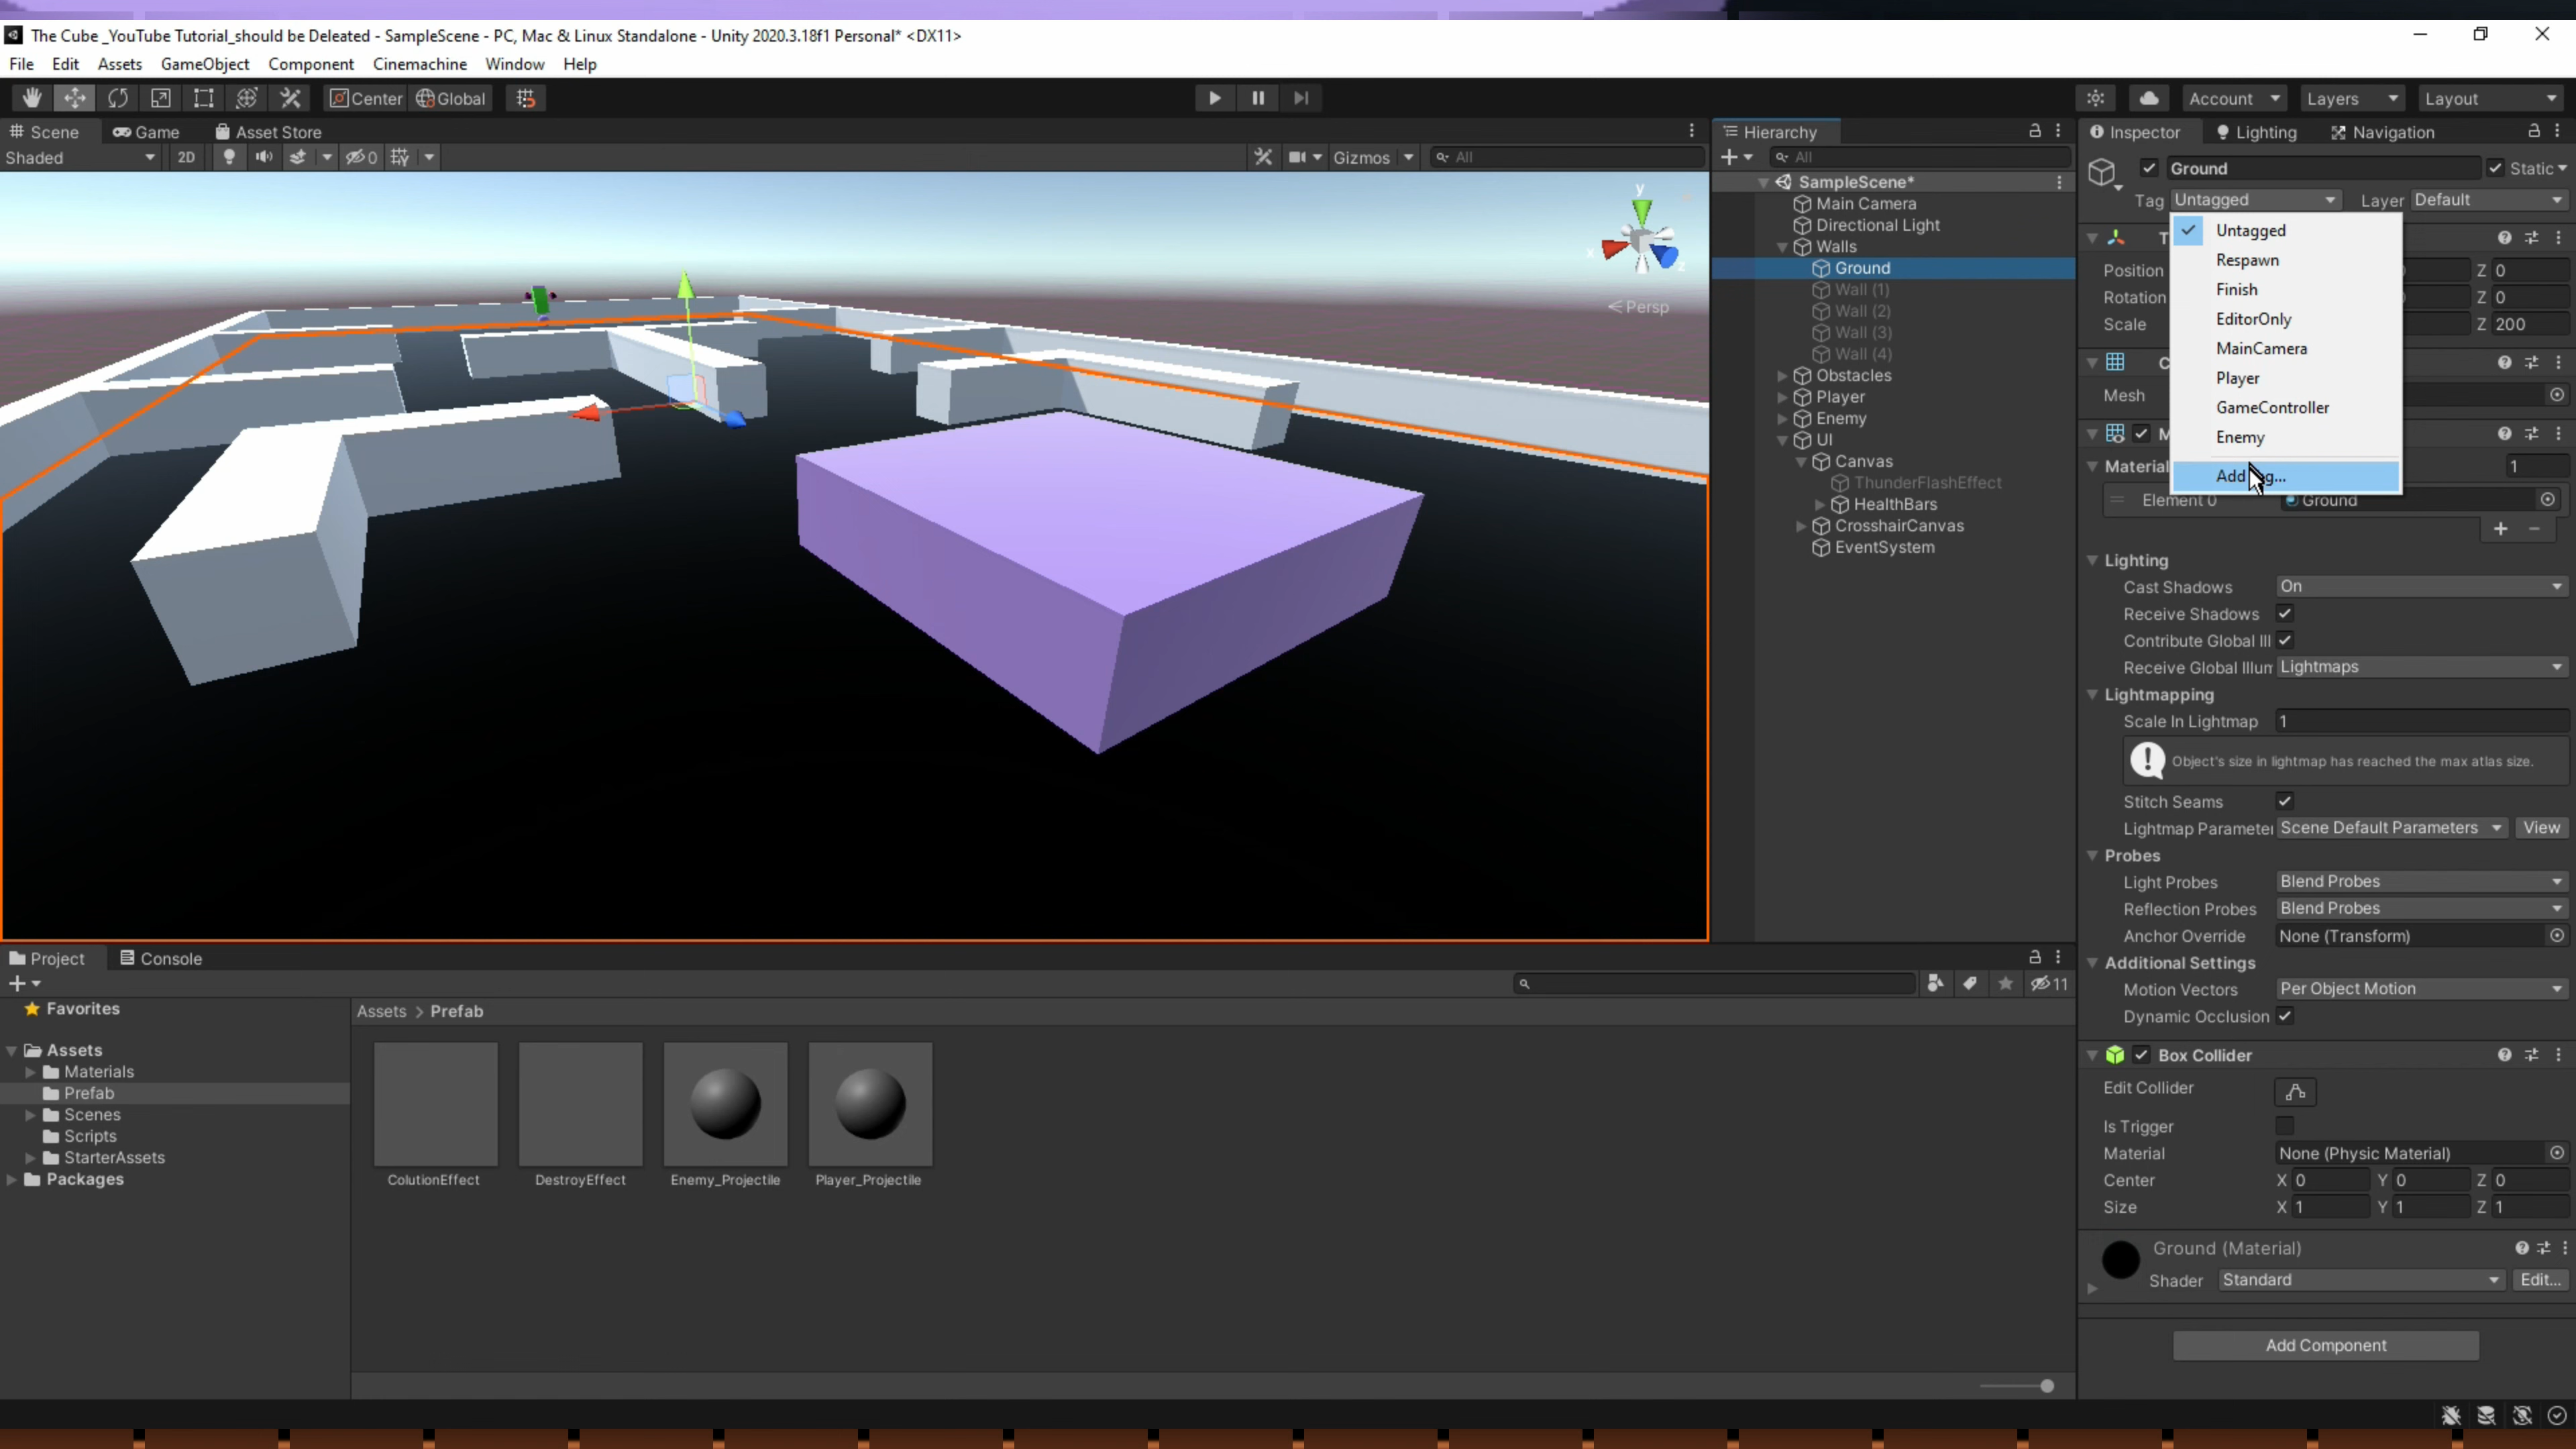 The Cube _YouTube Tutorial_should be Deleated - SampleScene - PC, Mac & Linux Standalone - Unity 2020.3.18f1 Personal* <DX11>
File Edit Assets GameObject Component Cinemachine Window Help
Center Global
Account Layers Layout
Scene Game Asset Store
Shaded 2D 0 Gizmos All
y
x
z
Persp
Hierarchy
All
SampleScene*
Main Camera
Directional Light
Walls
Ground
Wall (1)
Wall (2)
Wall (3)
Wall (4)
Obstacles
Player
Enemy
UI
Canvas
ThunderFlashEffect
HealthBars
CrosshairCanvas
EventSystem
Inspector Lighting Navigation
Ground Static
Tag Untagged Layer Default
Untagged
Respawn
Finish
EditorOnly
MainCamera
Player
GameController
Enemy
Position Z 0
Rotation Z 0
Scale Z 200
Mesh
Material 1
Element 0 Ground
Lighting
Cast Shadows On
Receive Shadows
Contribute Global Ill
Receive Global Illum Lightmaps
Lightmapping
Scale In Lightmap 1
Object's size in lightmap has reached the max atlas size.
Stitch Seams
Lightmap Parameter Scene Default Parameters View
Probes
Light Probes Blend Probes
Reflection Probes Blend Probes
Anchor Override None (Transform)
Additional Settings
Motion Vectors Per Object Motion
Dynamic Occlusion
Box Collider
Edit Collider
Is Trigger
Material None (Physic Material)
Center X 0 Y 0 Z 0
Size X 1 Y 1 Z 1
Ground (Material)
Shader Standard Edit...
Add Component
Project Console
11
Favorites
Assets
Materials
Prefab
Scenes
Scripts
StarterAssets
Packages
Assets > Prefab
ColutionEffect DestroyEffect Enemy_Projectile Player_Projectile